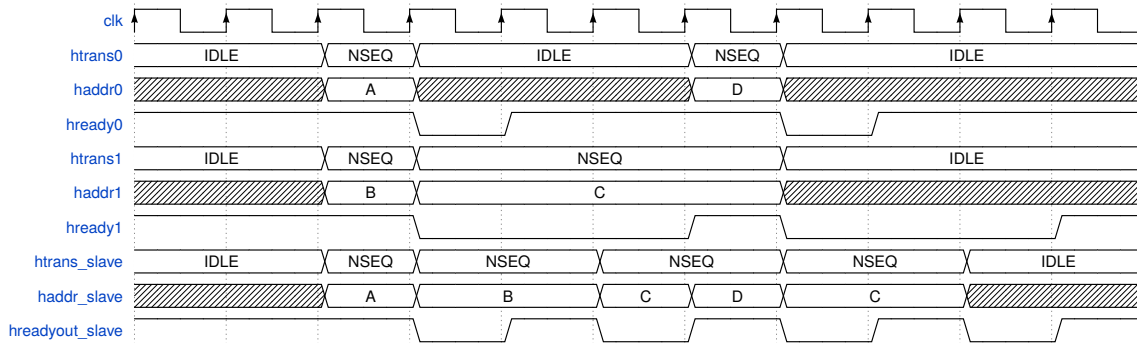 clk
htrans0 IDLE NSEQ IDLE NSEQ IDLE
haddr0 A D
hready0
htrans1 IDLE NSEQ NSEQ IDLE
haddr1 B C
hready1
htrans_slave IDLE NSEQ NSEQ NSEQ NSEQ IDLE
haddr_slave A B C D C
hreadyout_slave